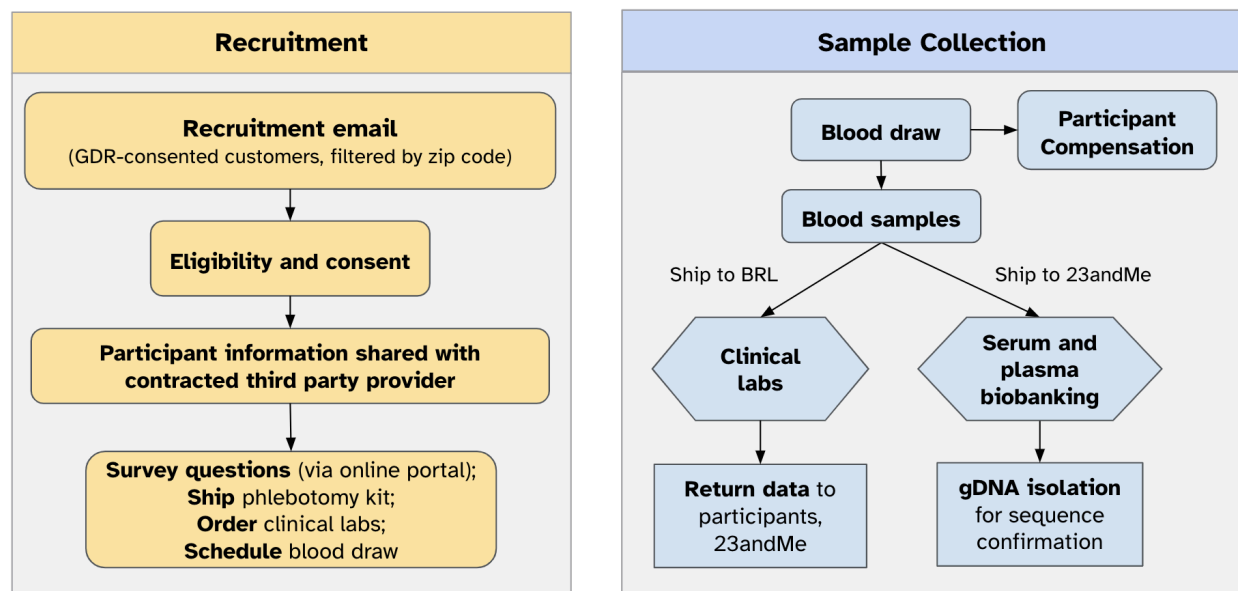 Recruitment
Recruitment email
(GDR-consented customers, filtered by zip code)
Eligibility and consent
Participant information shared with
contracted third party provider
Survey questions (via online portal);
Ship phlebotomy kit;
Order clinical labs;
Schedule blood draw
Sample Collection
Blood draw
Participant
Compensation
Blood samples
Ship to BRL
Ship to 23andMe
Clinical
labs
Serum and
plasma
biobanking
Return data to
participants,
23andMe
gDNA isolation
for sequence
confirmation